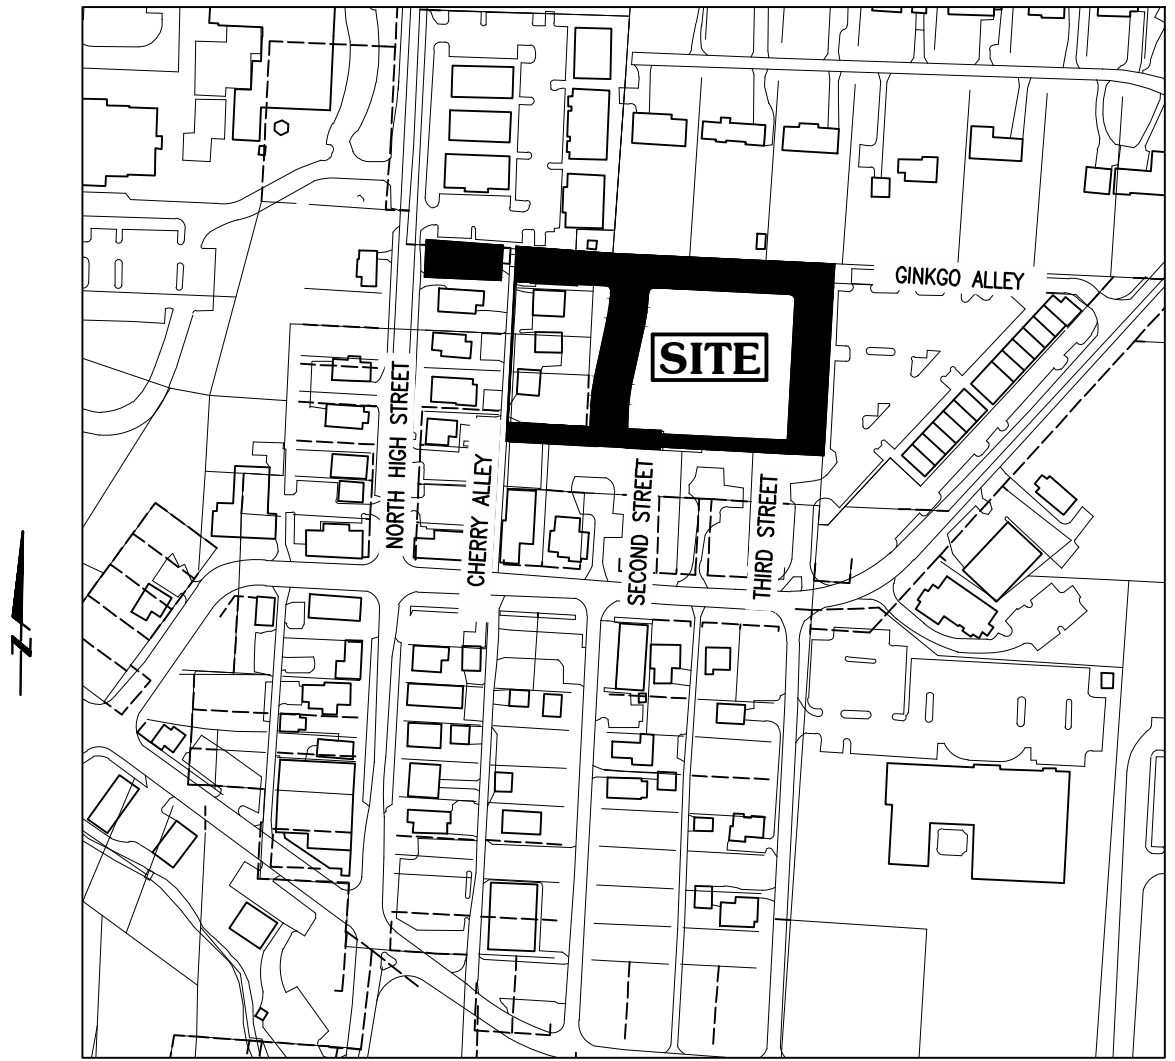 GINKGO ALLEY
SITE
NORTH HIGH STREET
CHERRY ALLEY
SECOND STREET
THIRD STREET
N